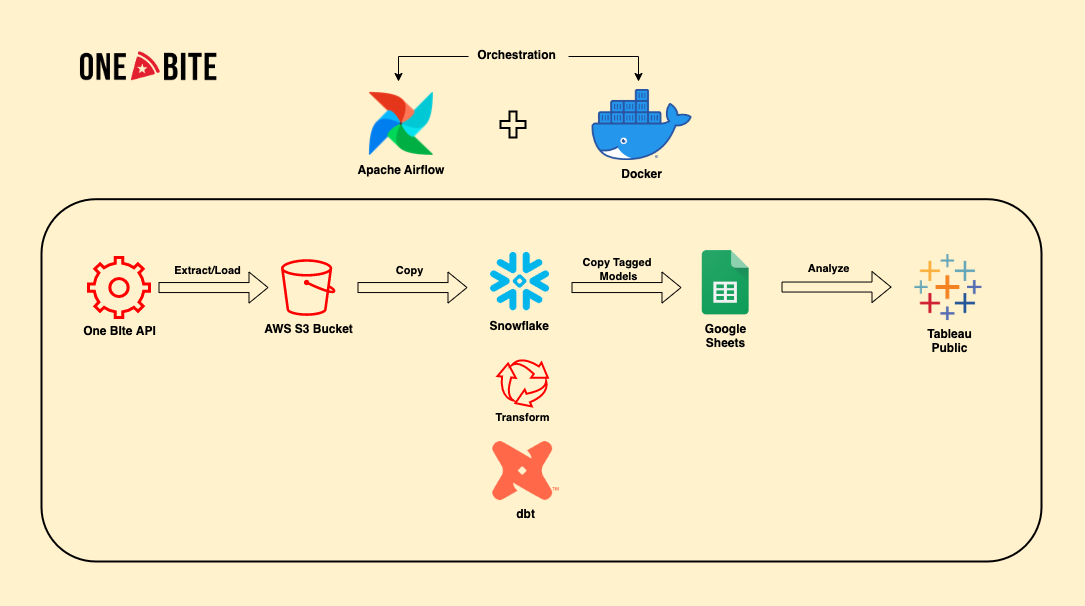 ONE BITE
Orchestration
Apache Airflow
Docker
Extract/Load
Copy
Copy Tagged
Models
Analyze
One BIte API
AWS S3 Bucket
Snowflake
Google
Sheets
Tableau
Public
Transform
TM
dbt